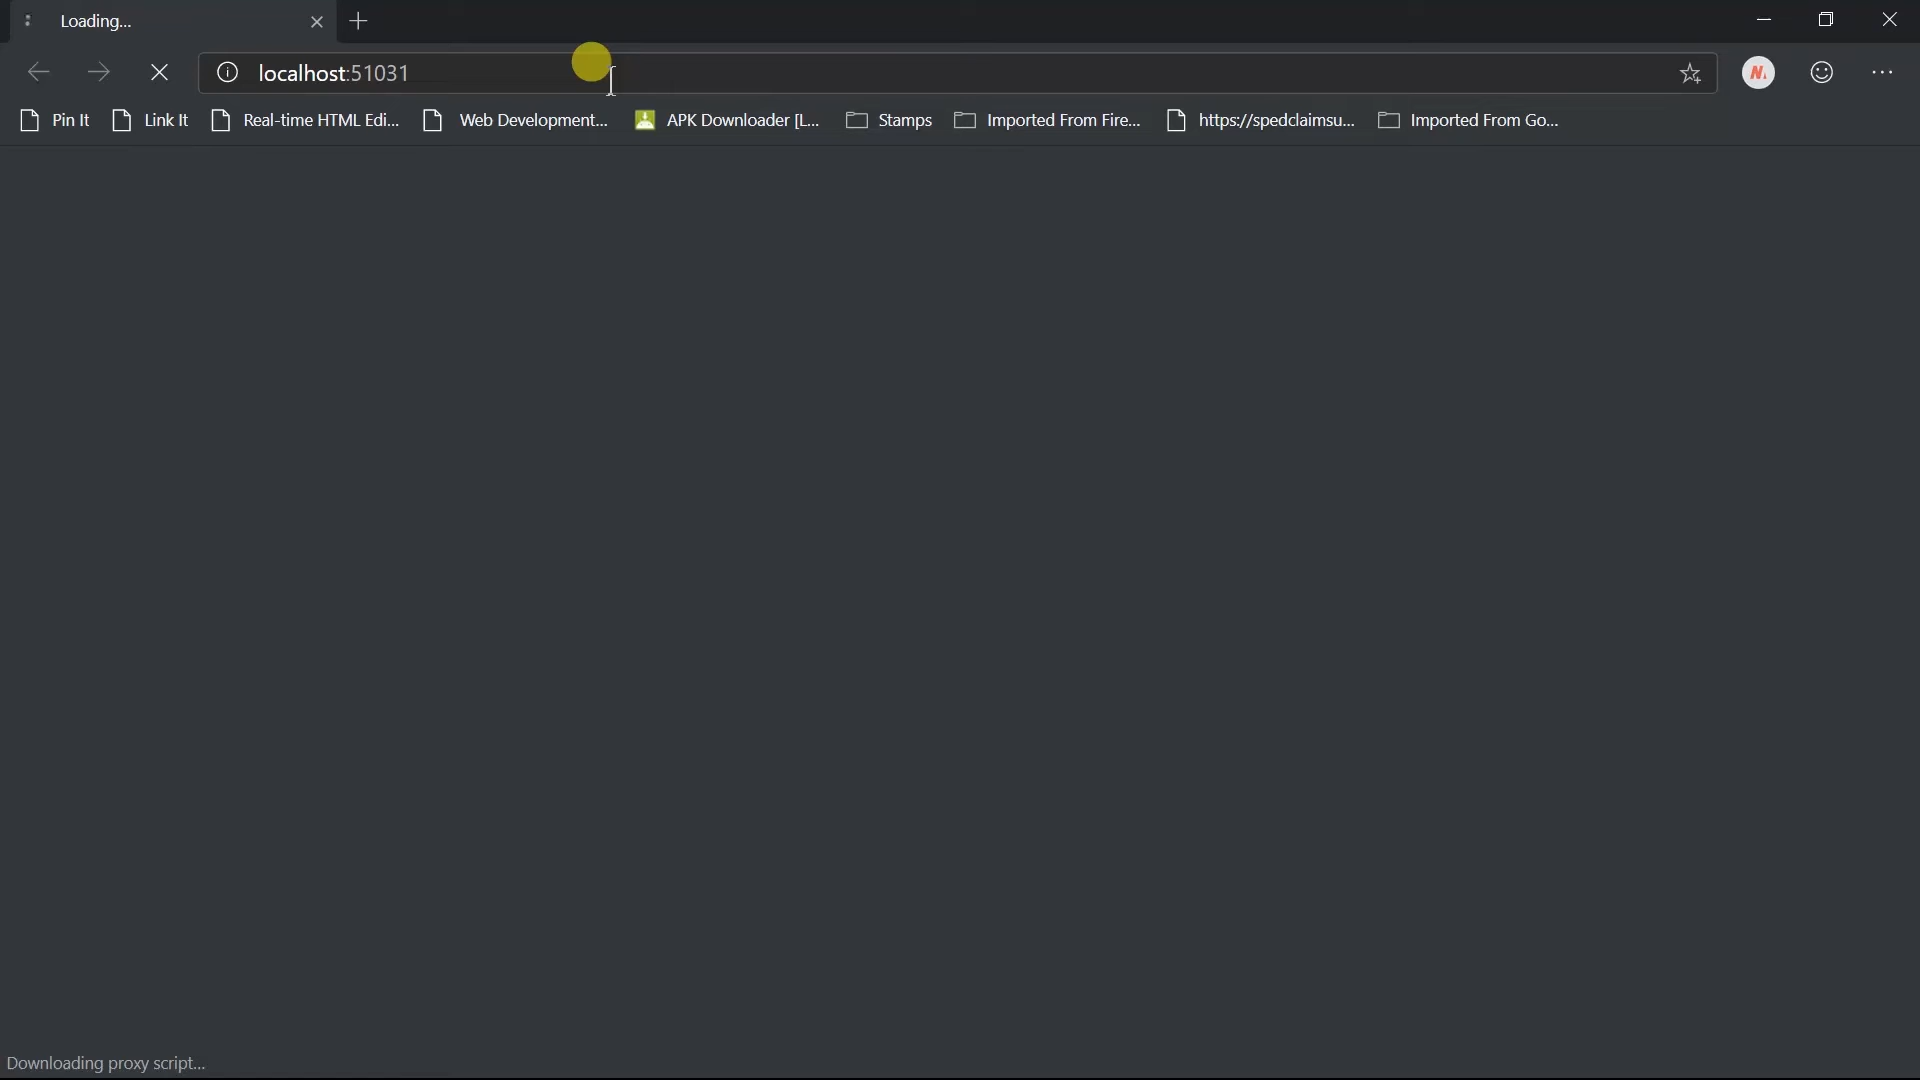 Loading...
localhost:51031
N.
Pin It Link It Real-time HTML Edi... Web Development... APK Downloader [L... Stamps Imported From Fire... https://spedclaimsu... Imported From Go...
Downloading proxy script...